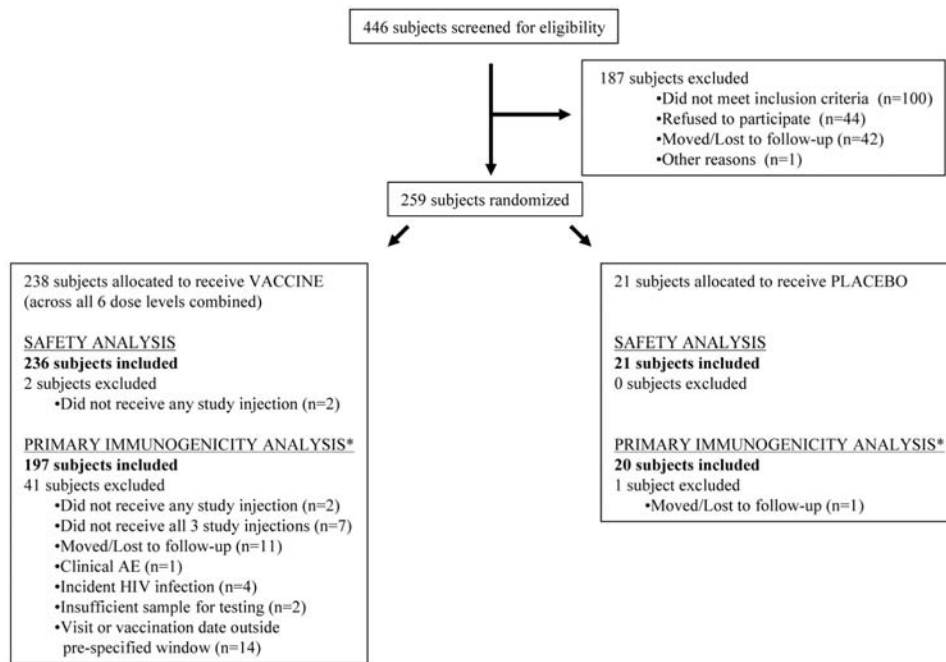 446 subjects screened for eligibility
187 subjects excluded
•Did not meet inclusion criteria (n=100)
•Refused to participate (n=44)
•Moved/Lost to follow-up (n=42)
•Other reasons (n=1)
259 subjects randomized
238 subjects allocated to receive VACCINE
(across all 6 dose levels combined)
SAFETY ANALYSIS
236 subjects included
2 subjects excluded
•Did not receive any study injection (n=2)
PRIMARY IMMUNOGENICITY ANALYSIS*
197 subjects included
41 subjects excluded
•Did not receive any study injection (n=2)
•Did not receive all 3 study injections (n=7)
•Moved/Lost to follow-up (n=11)
•Clinical AE (n=1)
•Incident HIV infection (n=4)
•Insufficient sample for testing (n=2)
•Visit or vaccination date outside
pre-specified window (n=14)
21 subjects allocated to receive PLACEBO
SAFETY ANALYSIS
21 subjects included
0 subjects excluded
PRIMARY IMMUNOGENICITY ANALYSIS*
20 subjects included
1 subject excluded
•Moved/Lost to follow-up (n=1)